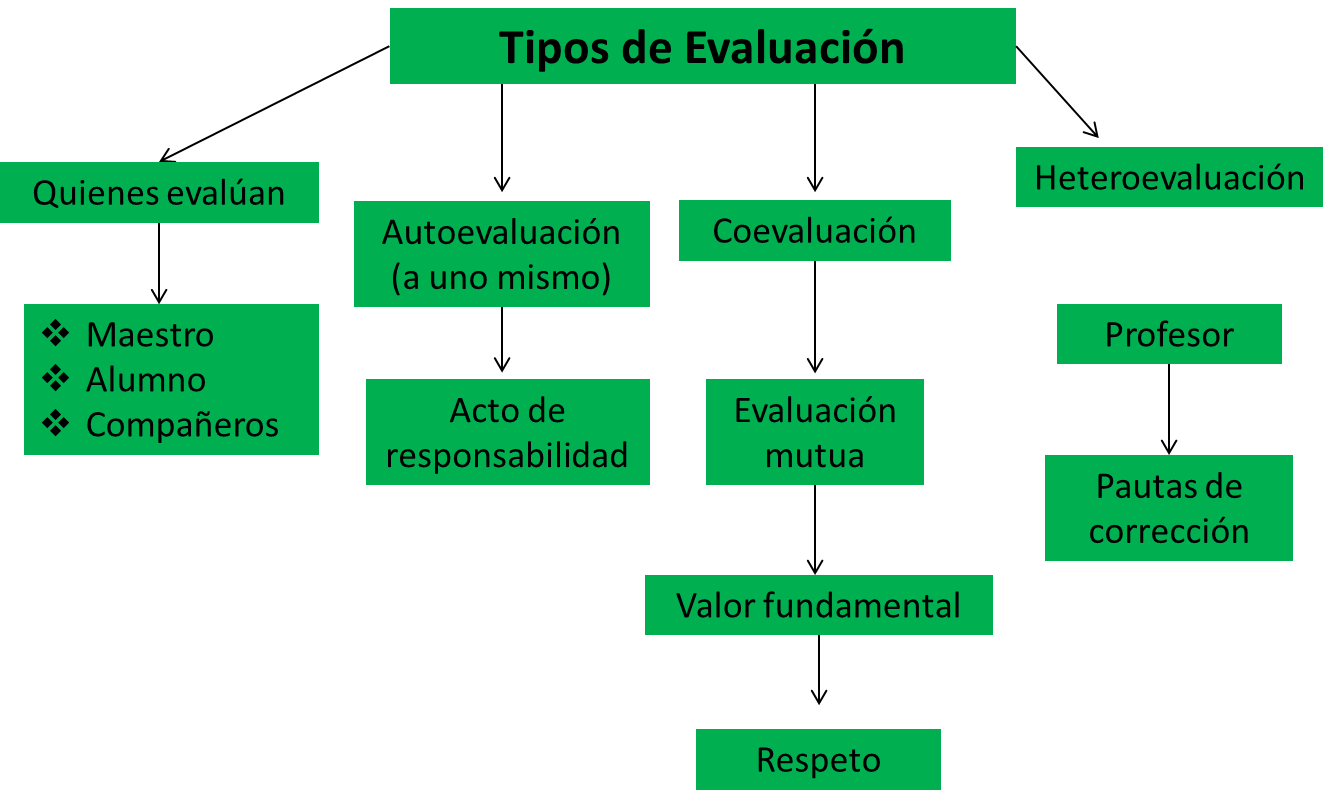 Tipos de Evaluación
Quienes evalúan
Maestro
Alumno
Compañeros
Autoevaluación
(a uno mismo)
Acto de
responsabilidad
Coevaluación
Evaluación
mutua
Valor fundamental
Respeto
Heteroevaluación
Profesor
Pautas de
corrección